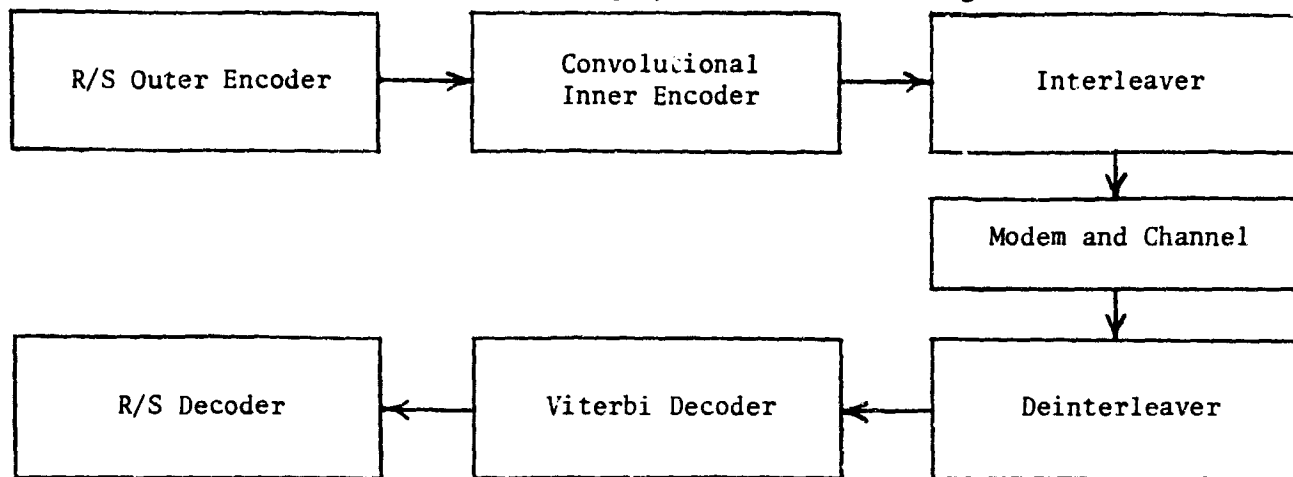 R/S Outer Encoder
Convolutional
Inner Encoder
Interleaver
Modem and Channel
R/S Decoder
Viterbi Decoder
Deinterleaver